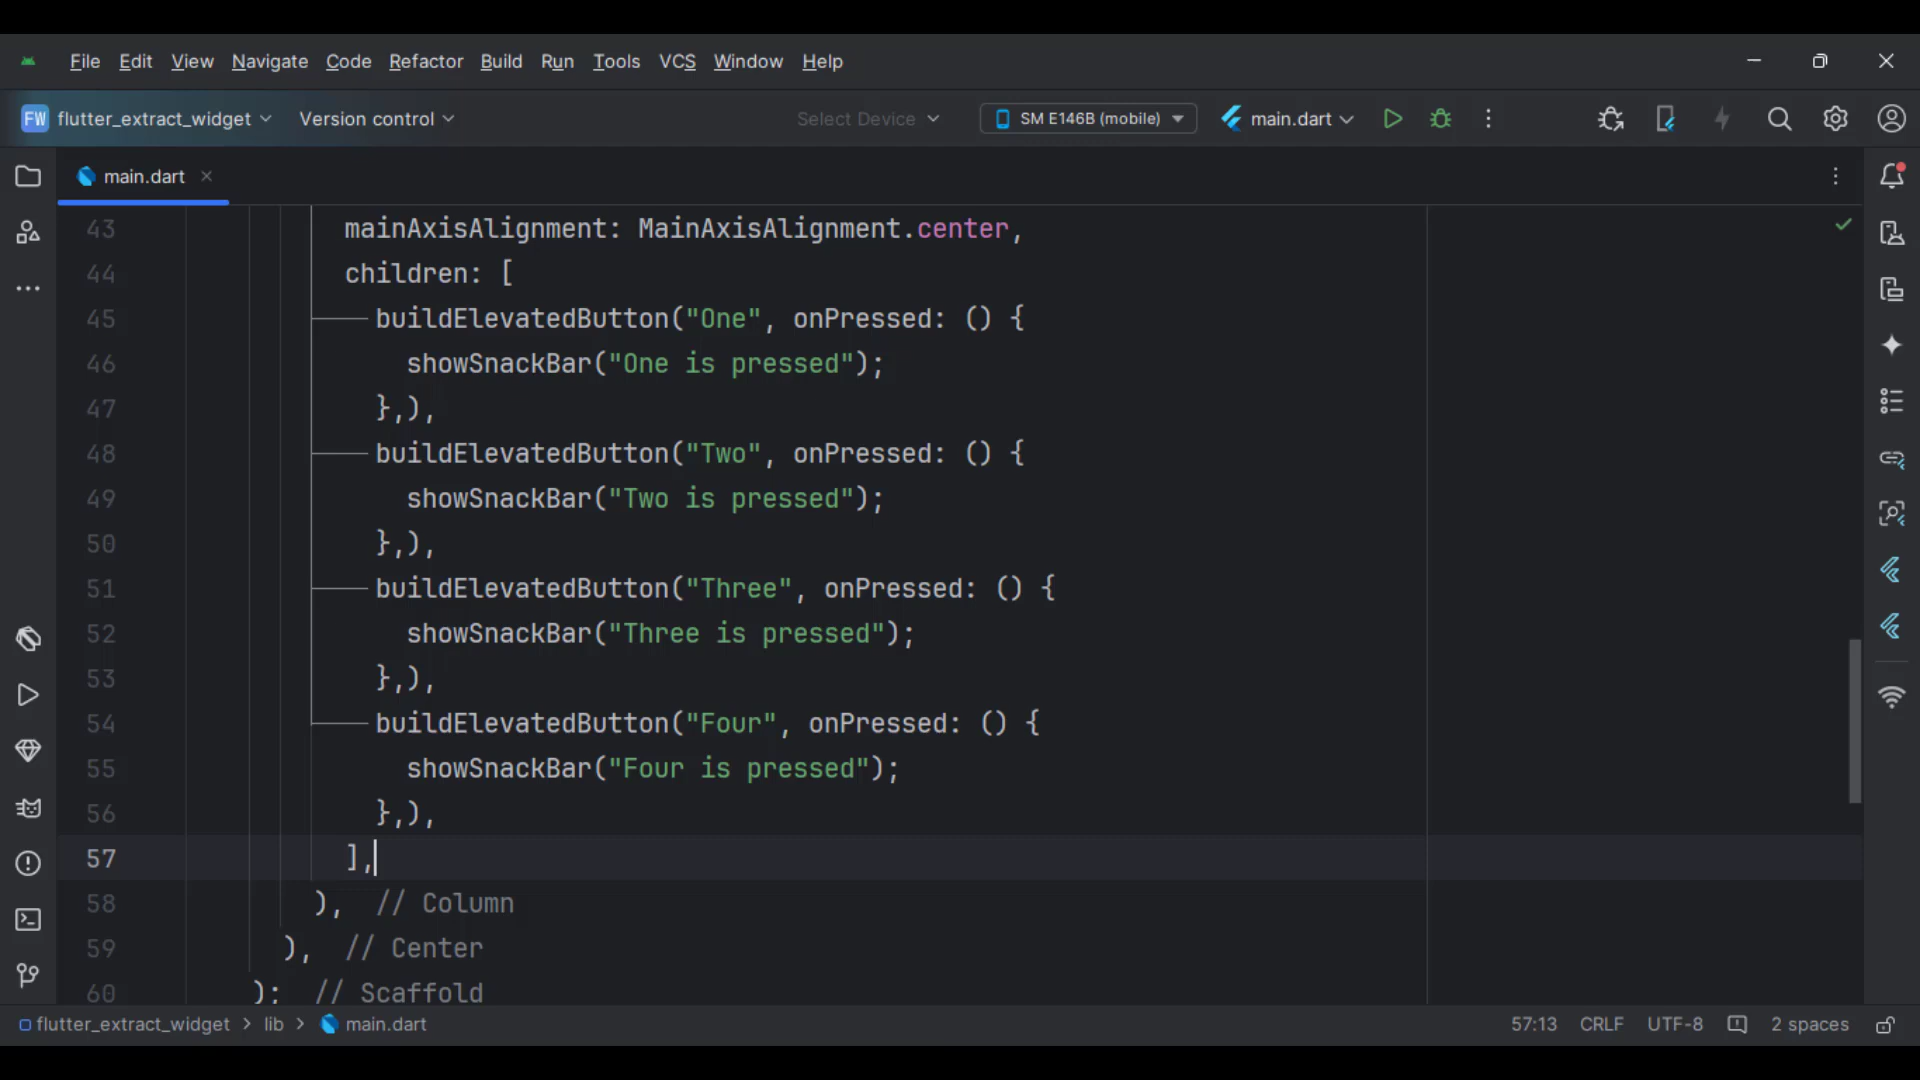 File Edit View Navigate Code Refactor Build Run Tools VCS Window Help
FW flutter_extract_widget Version control Select Device SM E146B (mobile) main.dart
main.dart
43 mainAxisAlignment: MainAxisAlignment.center,
44 children: [
45 buildElevatedButton("One", onPressed: () {
46 showSnackBar("One is pressed");
47 },),
48 buildElevatedButton("Two", onPressed: () {
49 showSnackBar("Two is pressed");
50 },),
51 buildElevatedButton("Three", onPressed: () {
52 showSnackBar("Three is pressed");
53 },),
54 buildElevatedButton("Four", onPressed: () {
55 showSnackBar("Four is pressed");
56 },),
57 ],
58 ), // Column
59 ), // Center
60 ); // Scaffold
flutter_extract_widget > lib > main.dart 57:13 CRLF UTF-8 2 spaces